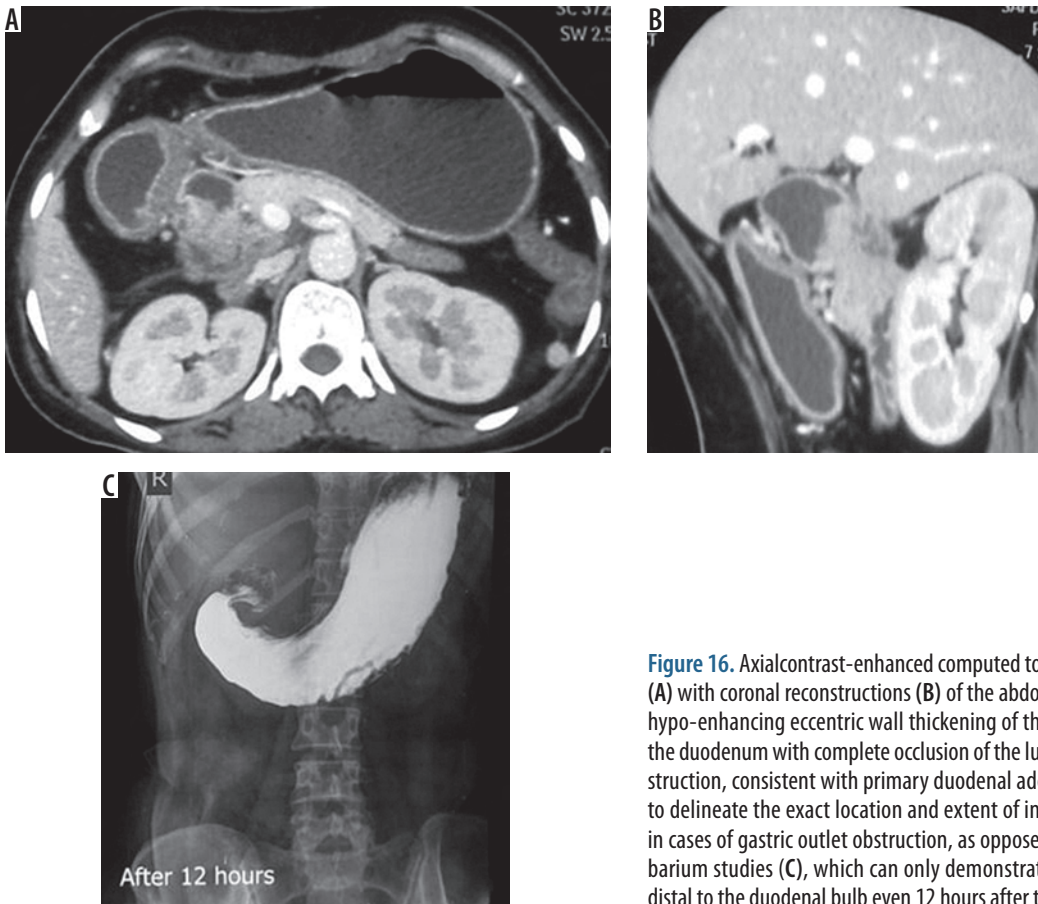 A
SC 372
SW 2.5
B
7
C
R
After 12 hours
Figure 16. Axialcontrast-enhanced computed to
(A) with coronal reconstructions (B) of the abdo
hypo-enhancing eccentric wall thickening of th
the duodenum with complete occlusion of the lu
struction, consistent with primary duodenal ade
to delineate the exact location and extent of in
in cases of gastric outlet obstruction, as oppose
barium studies (C), which can only demonstrat
distal to the duodenal bulb even 12 hours after t